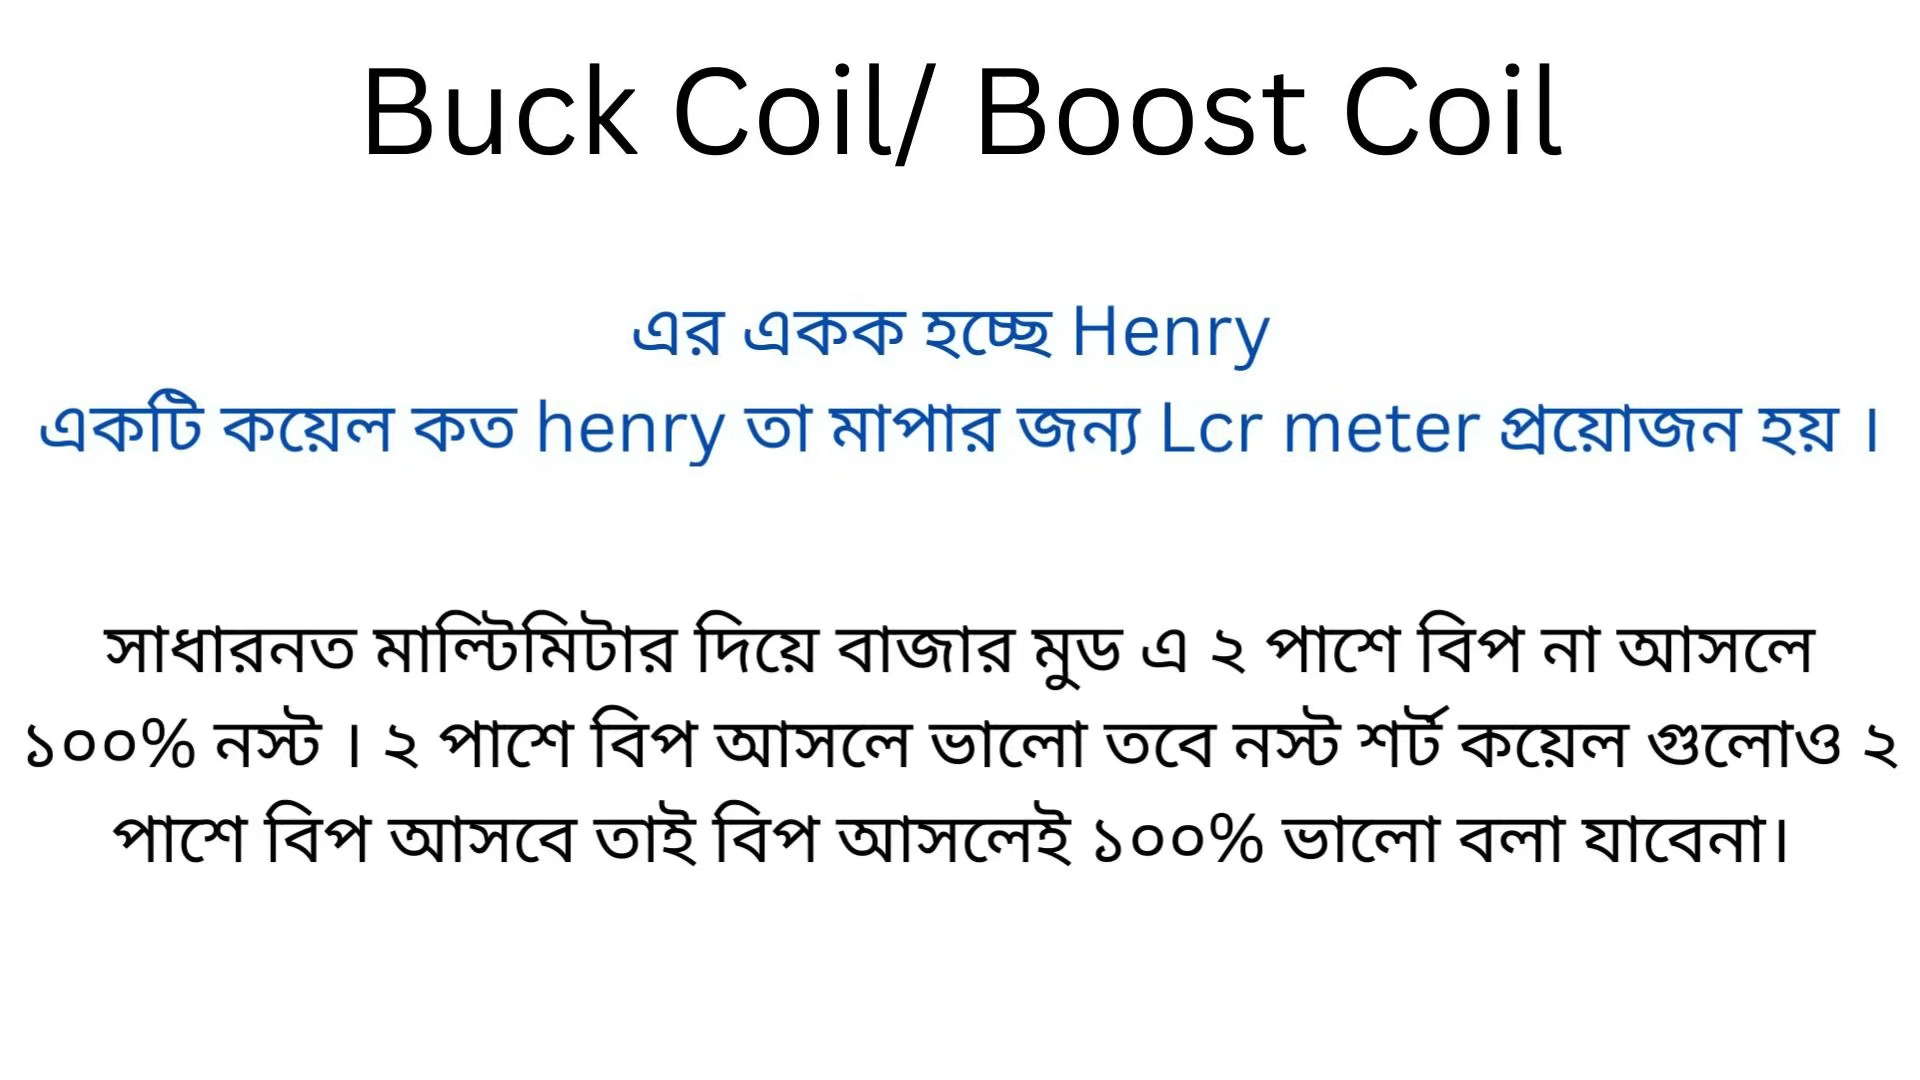 Buck Coil/ Boost Coil
এর একক হচ্ছে Henry
একটি কয়েল কত henry তা মাপার জন্য Lcr meter প্রয়োজন হয় ।
সাধারনত মাল্টিমিটার দিয়ে বাজার মুড এ ২ পাশে বিপ না আসলে
১০০% নস্ট । ২ পাশে বিপ আসলে ভালো তবে নস্ট শর্ট কয়েল গুলোও ২
পাশে বিপ আসবে তাই বিপ আসলেই ১০০% ভালো বলা যাবেনা।